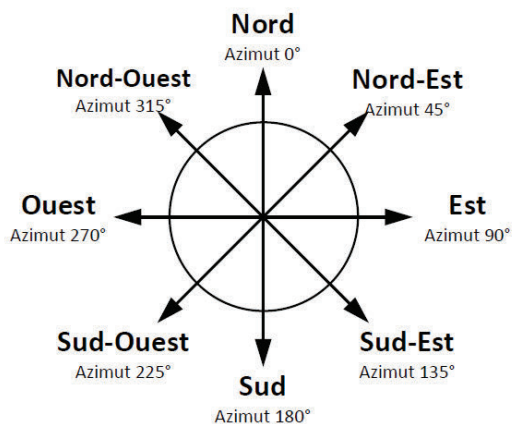 Nord
Azimut 0°
Nord-Ouest
Azimut 315°
Nord-Est
Azimut 45°
Ouest
Azimut 270°
Est
Azimut 90°
Sud-Ouest
Azimut 225°
Sud-Est
Azimut 135°
Sud
Azimut 180°